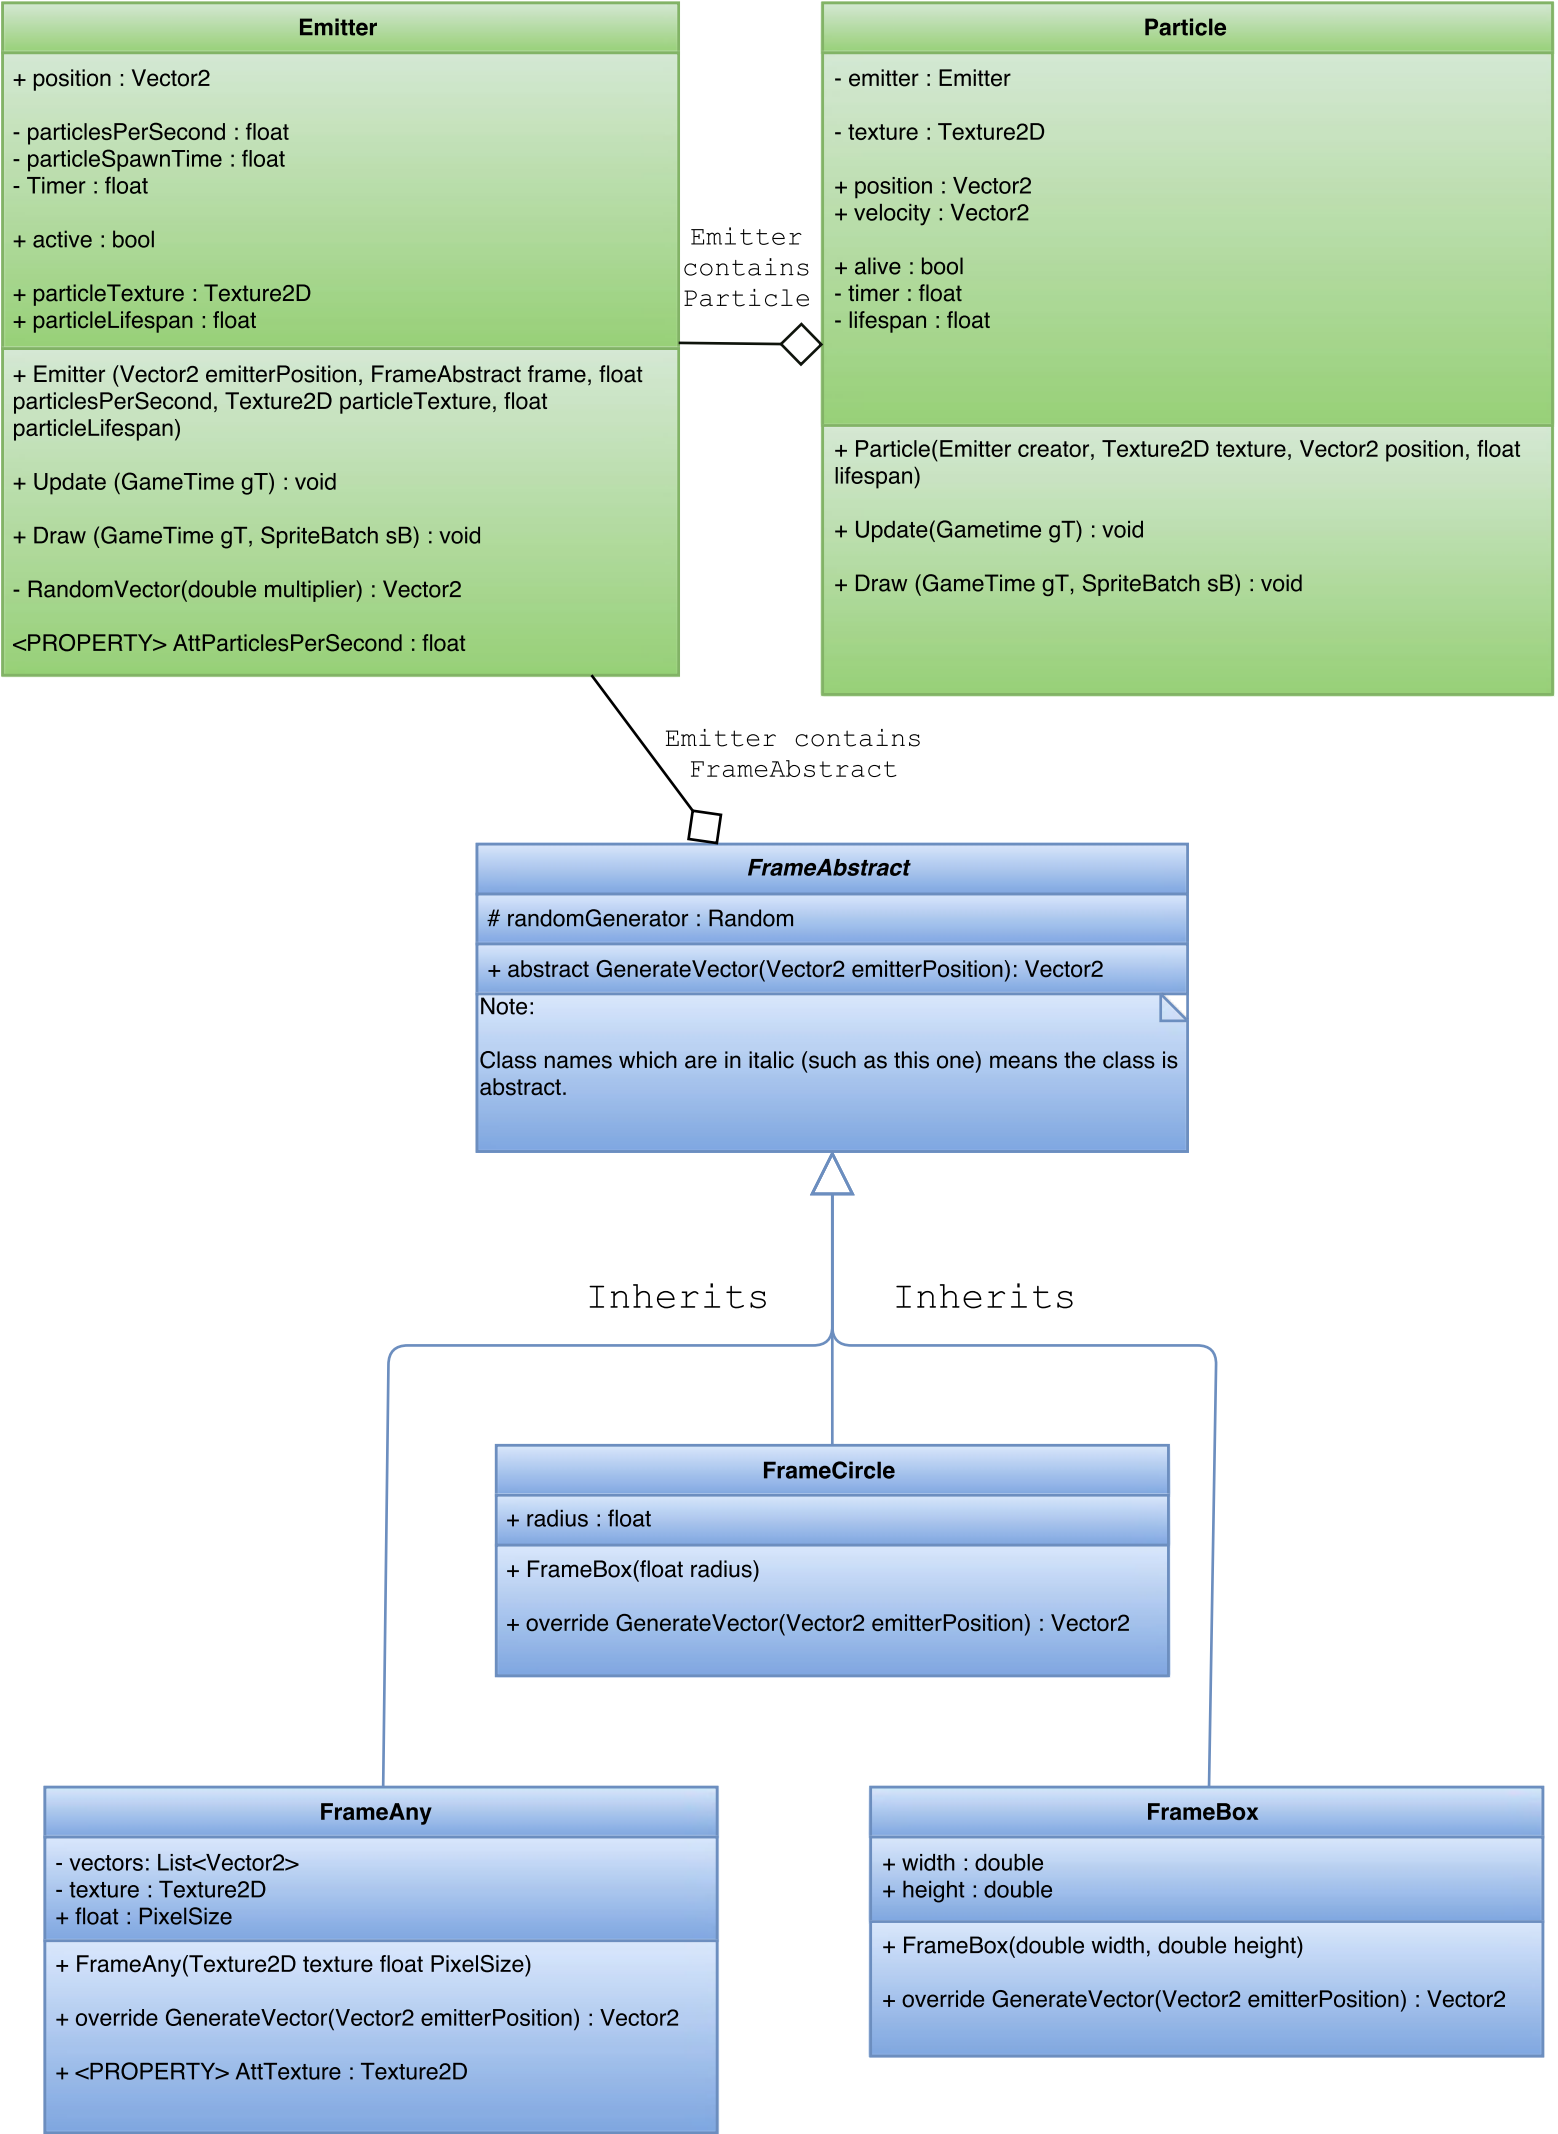 Emitter
+ position : Vector2
- particlesPerSecond : float
- particleSpawnTime : float
- Timer : float
+ active : bool
+ particleTexture : Texture2D
+ particleLifespan : float
+ Emitter (Vector2 emitterPosition, FrameAbstract frame, float
particlesPerSecond, Texture2D particleTexture, float
particleLifespan)
+ Update (GameTime gT) : void
+ Draw (GameTime gT, SpriteBatch sB) : void
- RandomVector(double multiplier) : Vector2
<PROPERTY> AttParticlesPerSecond : float
Emitter
contains
Particle
Particle
- emitter : Emitter
- texture : Texture2D
+ position : Vector2
+ velocity : Vector2
+ alive : bool
- timer : float
- lifespan : float
+ Particle(Emitter creator, Texture2D texture, Vector2 position, float
lifespan)
+ Update(Gametime gT) : void
+ Draw (GameTime gT, SpriteBatch sB) : void
Emitter contains
FrameAbstract
FrameAbstract
# randomGenerator : Random
+ abstract GenerateVector(Vector2 emitterPosition): Vector2
Note:
Class names which are in italic (such as this one) means the class is
abstract.
Inherits
Inherits
FrameCircle
+ radius : float
+ FrameBox(float radius)
+ override GenerateVector(Vector2 emitterPosition) : Vector2
FrameAny
- vectors: List<Vector2>
- texture : Texture2D
+ float : PixelSize
+ FrameAny(Texture2D texture float PixelSize)
+ override GenerateVector(Vector2 emitterPosition) : Vector2
+ <PROPERTY> AttTexture : Texture2D
FrameBox
+ width : double
+ height : double
+ FrameBox(double width, double height)
+ override GenerateVector(Vector2 emitterPosition) : Vector2